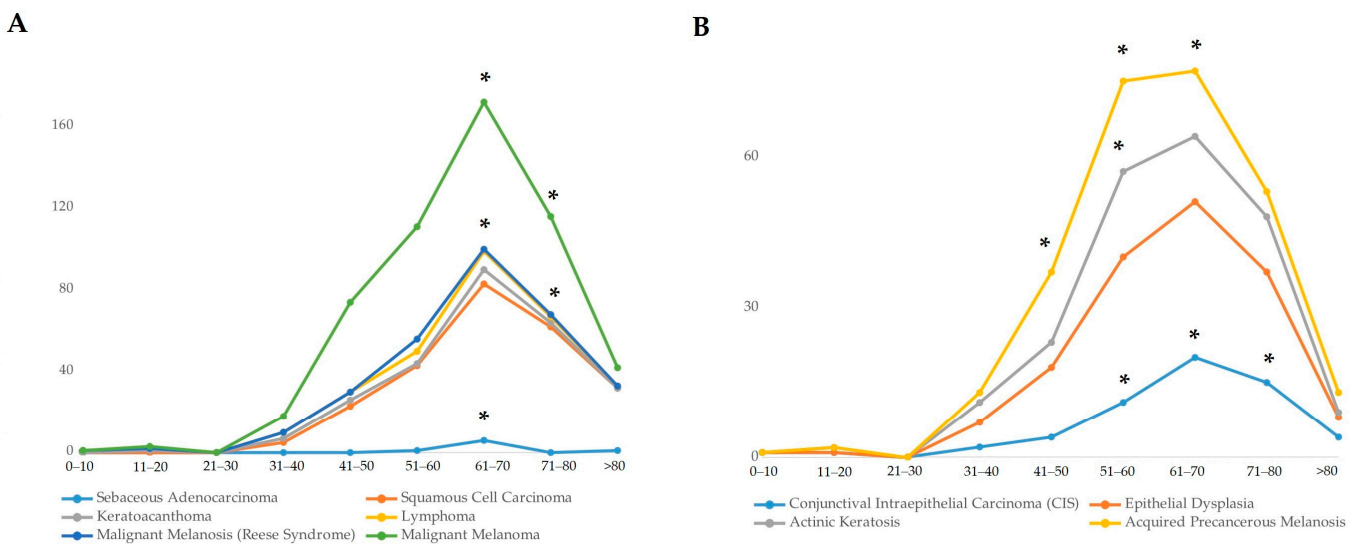 A
*
160
*
120
*
80
*
40
*
0
0–10 11–20 21–30 31–40 41–50 51–60 61–70 71–80 >80
Sebaceous Adenocarcinoma Squamous Cell Carcinoma
Keratoacanthoma Lymphoma
Malignant Melanosis (Reese Syndrome) Malignant Melanoma
B
* *
60
*
*
30
*
* *
0
0–10 11–20 21–30 31–40 41–50 51–60 61–70 71–80 >80
Conjunctival Intraepithelial Carcinoma (CIS) Epithelial Dysplasia
Actinic Keratosis Acquired Precancerous Melanosis